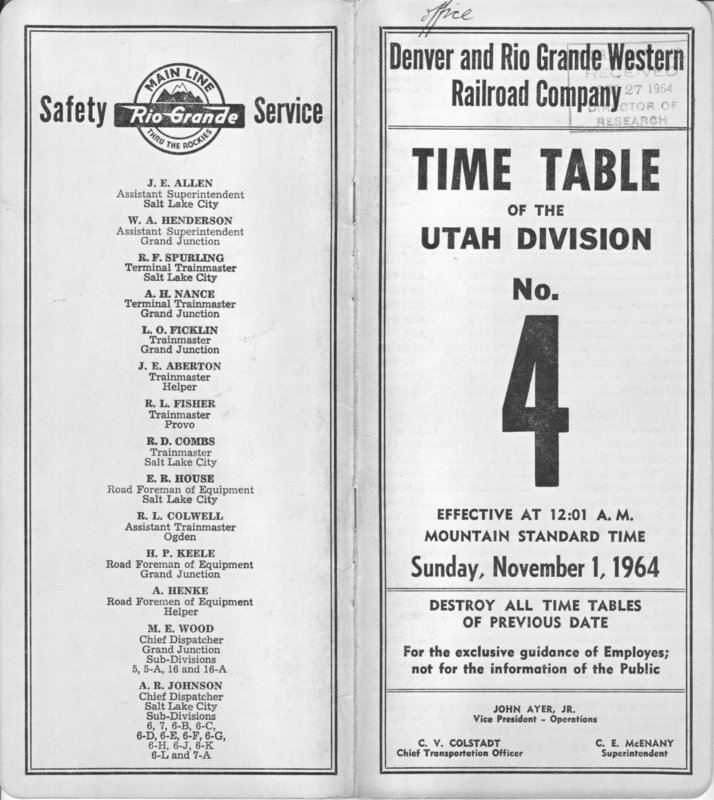 Safety
MAIN LINE
Rio Grande
THRU THE ROCKIES
Service
J. E. ALLEN
Assistant Superintendent
Salt Lake City
W. A. HENDERSON
Assistant Superintendent
Grand Junction
R. F. SPURLING
Terminal Trainmaster
Salt Lake City
A. H. NANCE
Terminal Trainmaster
Grand Junction
L. O. FICKLIN
Trainmaster
Grand Junction
J. E. ABERTON
Trainmaster
Helper
R. L. FISHER
Trainmaster
Provo
R. D. COMBS
Trainmaster
Salt Lake City
E. R. HOUSE
Road Foreman of Equipment
Salt Lake City
R. L. COLWELL
Assistant Trainmaster
Ogden
H. P. KEELE
Road Foreman of Equipment
Grand Junction
A. HENKE
Road Foremen of Equipment
Helper
M. E. WOOD
Chief Dispatcher
Grand Junction
Sub-Divisions
5, 5-A, 16 and 16-A
A. R. JOHNSON
Chief Dispatcher
Salt Lake City
Sub-Divisions
6, 7, 6-B, 6-C,
6-D, 6-E, 6-F, 6-G,
6-H, 6-J, 6-K
6-L and 7-A
office
Denver and Rio Grande Western
Railroad Company
RECEIVED
27 1964
DIRECTOR OF
RESEARCH
TIME TABLE
OF THE
UTAH DIVISION
No.
4
EFFECTIVE AT 12:01 A. M.
MOUNTAIN STANDARD TIME
Sunday, November 1, 1964
DESTROY ALL TIME TABLES
OF PREVIOUS DATE
For the exclusive guidance of Employes;
not for the information of the Public
JOHN AYER, JR.
Vice President - Operations
C. V. COLSTADT
Chief Transportation Officer
C. E. McENANY
Superintendent